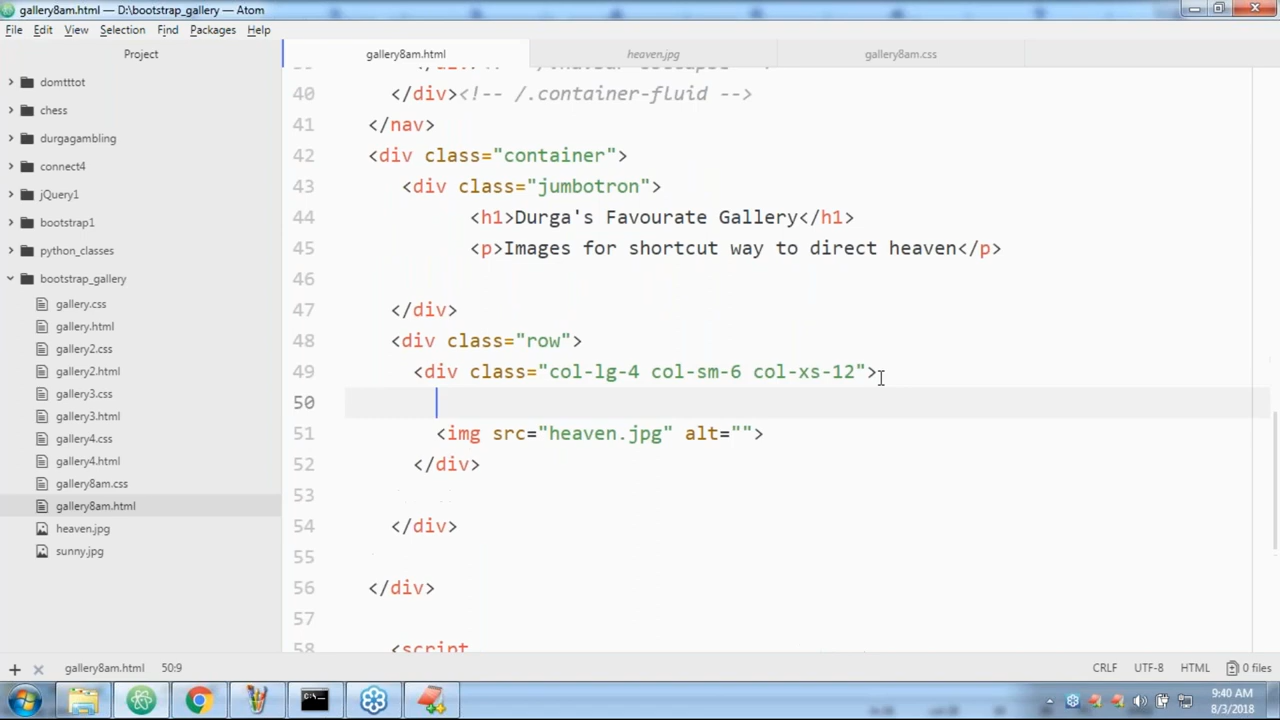 gallery8am.html — D:\bootstrap_gallery — Atom
File Edit View Selection Find Packages Help
Project
gallery8am.html heaven.jpg gallery8am.css
domtttot
chess
durgagambling
connect4
jQuery1
bootstrap1
python_classes
bootstrap_gallery
gallery.css
gallery.html
gallery2.css
gallery2.html
gallery3.css
gallery3.html
gallery4.css
gallery4.html
gallery8am.css
gallery8am.html
heaven.jpg
sunny.jpg
40 </div><!-- /.container-fluid -->
41 </nav>
42 <div class="container">
43 <div class="jumbotron">
44 <h1>Durga's Favourate Gallery</h1>
45 <p>Images for shortcut way to direct heaven</p>
46
47 </div>
48 <div class="row">
49 <div class="col-lg-4 col-sm-6 col-xs-12">
50
51 <img src="heaven.jpg" alt="">
52 </div>
53
54 </div>
55
56 </div>
57
58 <script
gallery8am.html 50:9 CRLF UTF-8 HTML 0 files
9:40 AM
8/3/2018